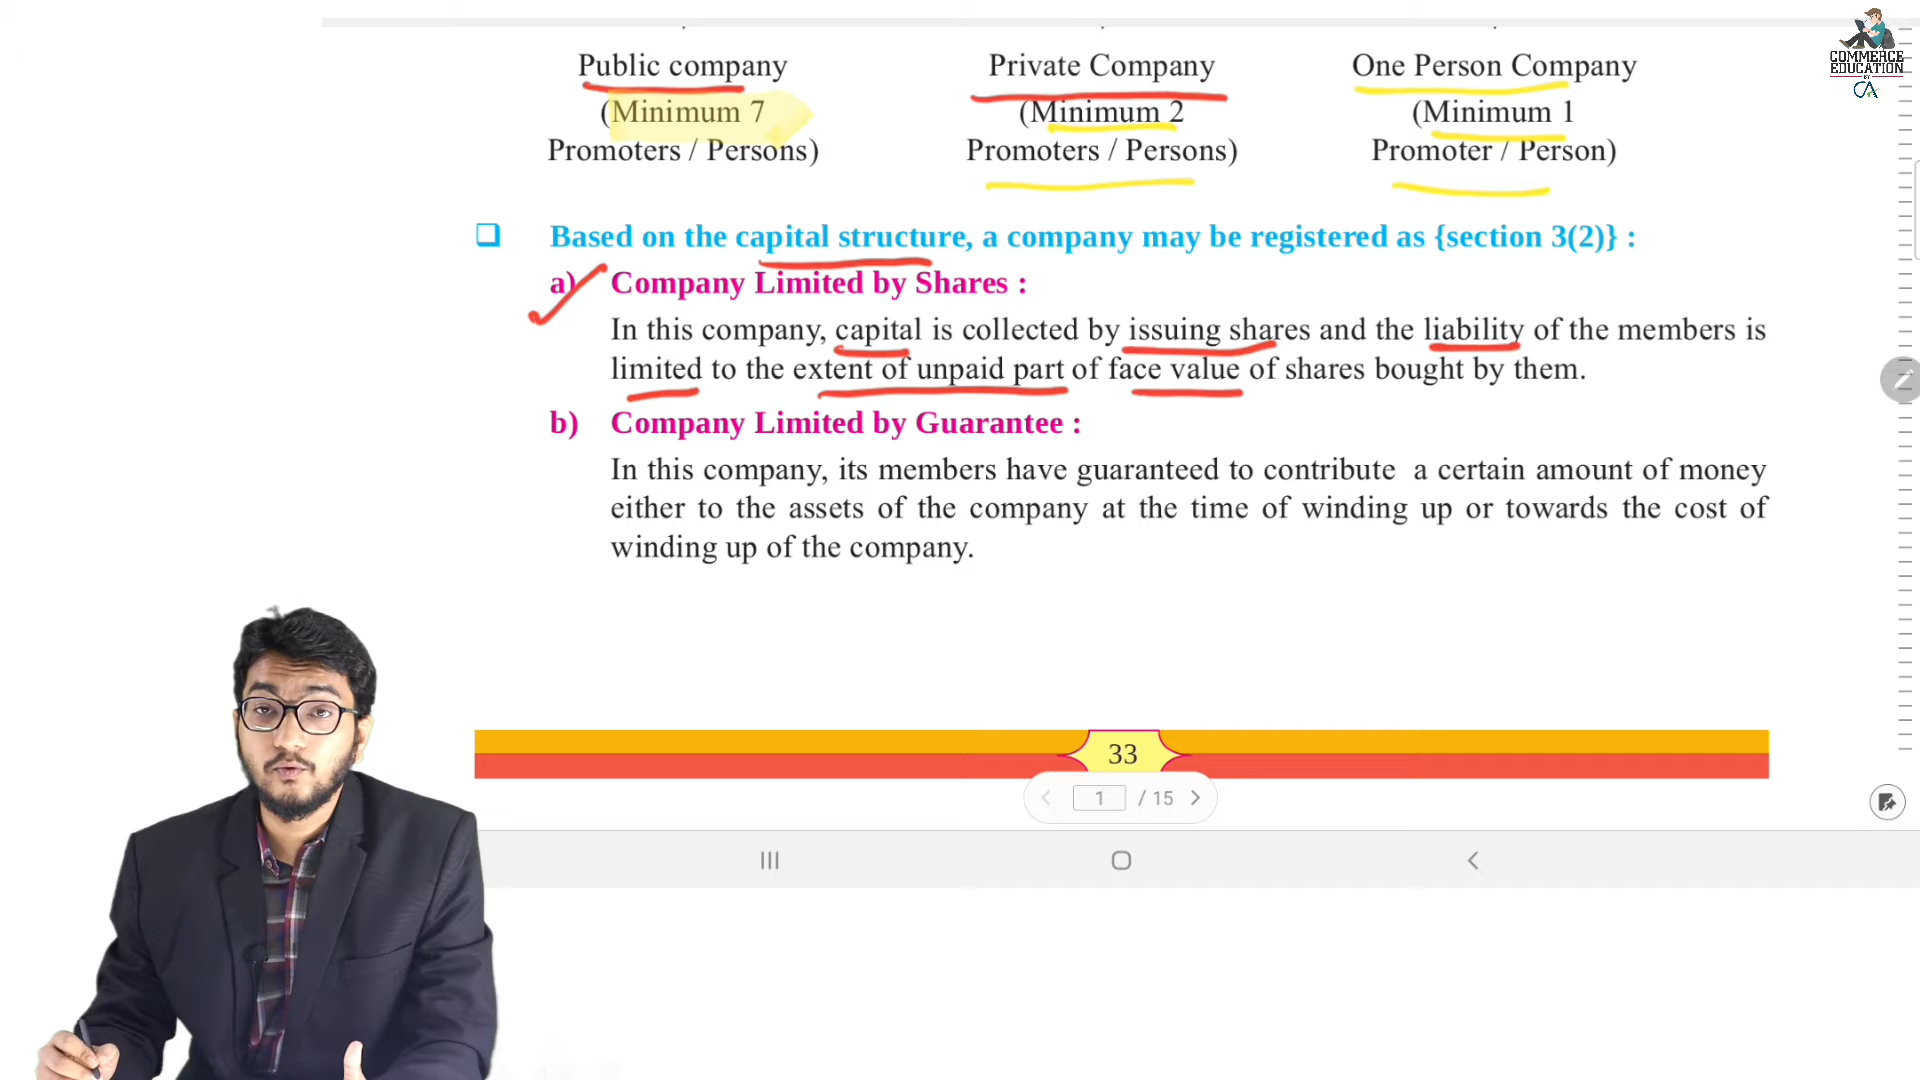 Public company
(Minimum 7
Promoters / Persons)
Private Company
(Minimum 2
Promoters / Persons)
One Person Company
(Minimum 1
Promoter / Person)
COMMERCE
EDUCATION
BY
CA
❑ Based on the capital structure, a company may be registered as {section 3(2)} :
a) Company Limited by Shares :
In this company, capital is collected by issuing shares and the liability of the members is
limited to the extent of unpaid part of face value of shares bought by them.
b) Company Limited by Guarantee :
In this company, its members have guaranteed to contribute a certain amount of money
either to the assets of the company at the time of winding up or towards the cost of
winding up of the company.
33
1 / 15